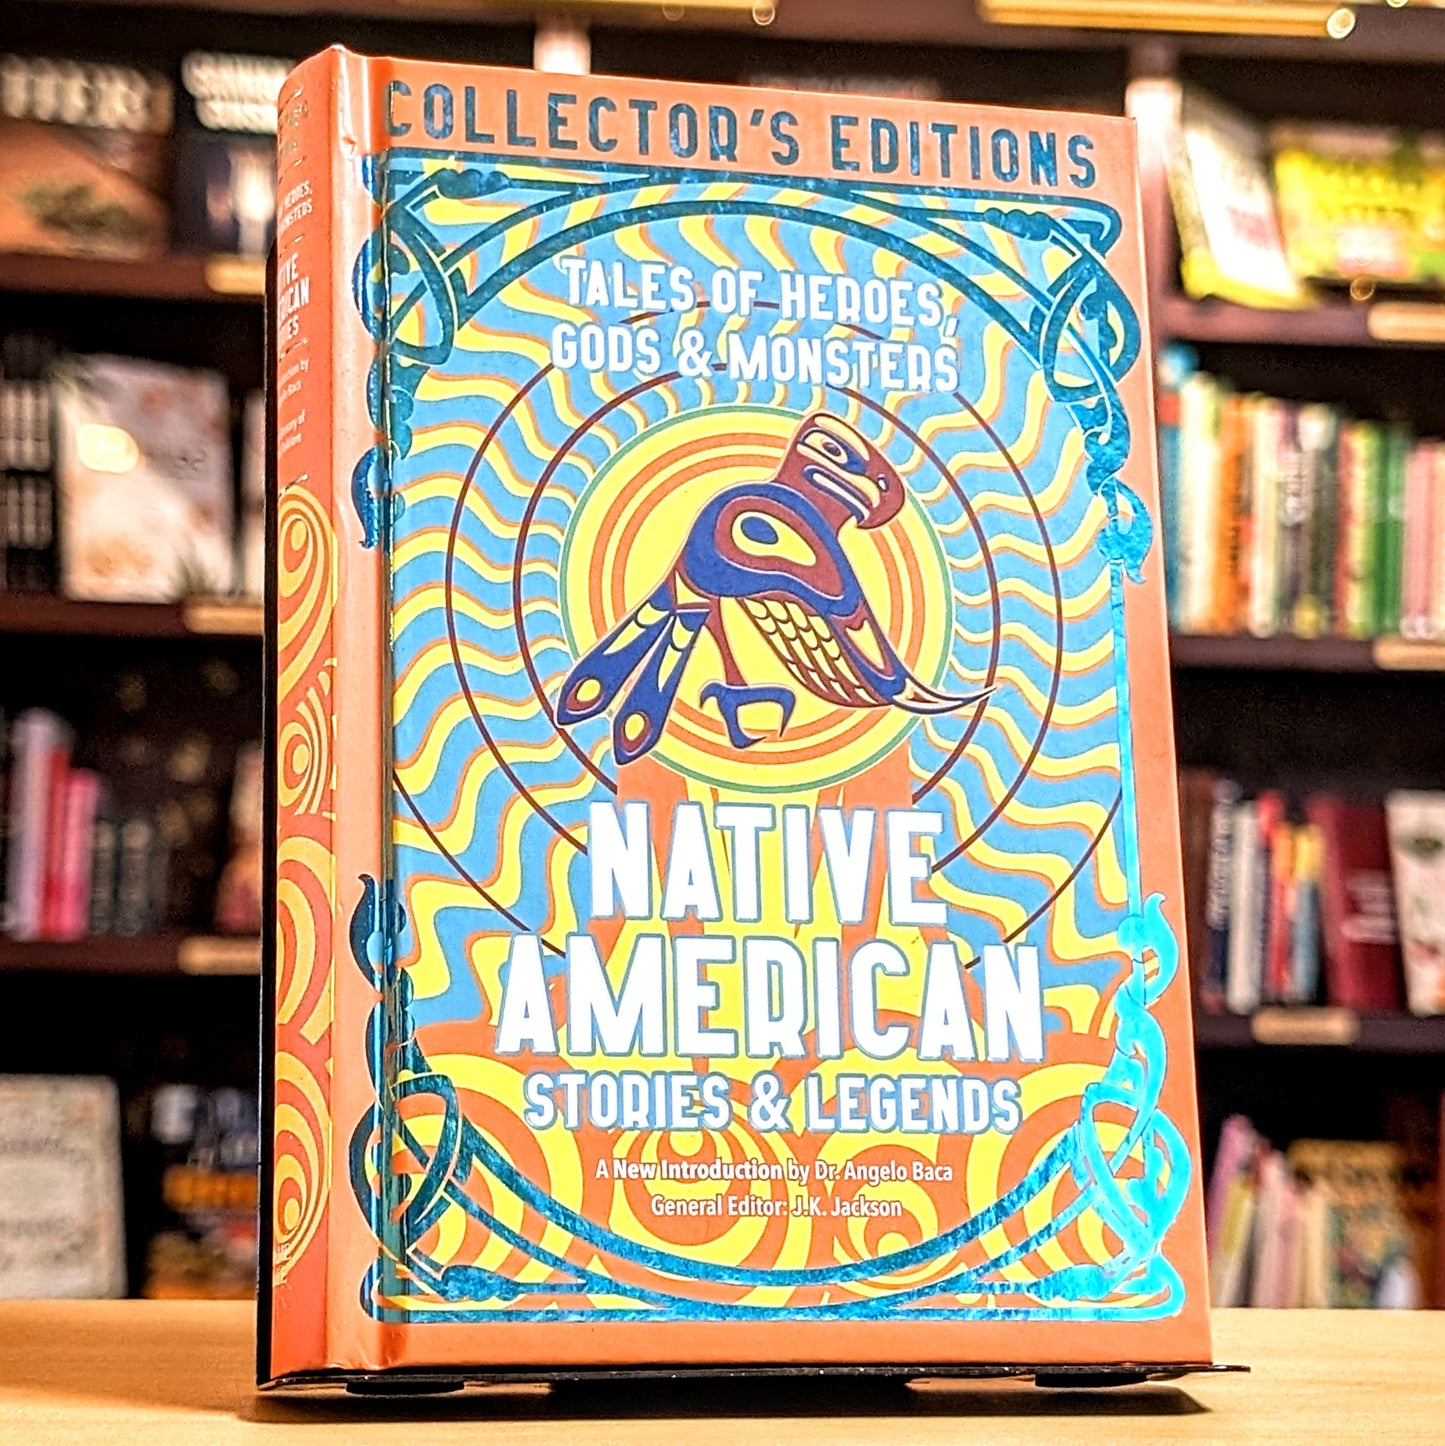 COLLECTOR'S EDITIONS
TALES OF HEROES,
GODS & MONSTERS
NATIVE
AMERICAN
STORIES & LEGENDS
A New Introduction by Dr. Angelo Baca
General Editor: J.K. Jackson
HEROES,